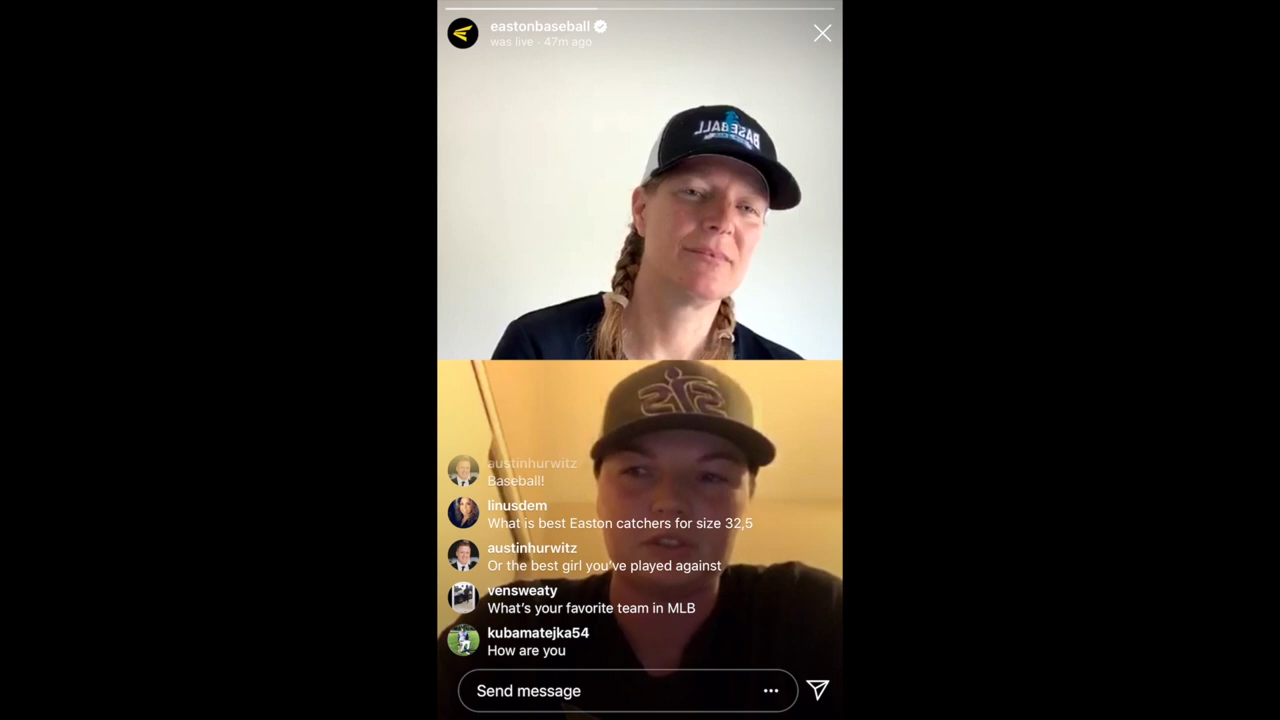 eastonbaseball
was live · 47m ago
BASEBALL
austinhurwitz
Baseball!
linusdem
What is best Easton catchers for size 32,5
austinhurwitz
Or the best girl you've played against
vensweaty
What's your favorite team in MLB
kubamatejka54
How are you
Send message